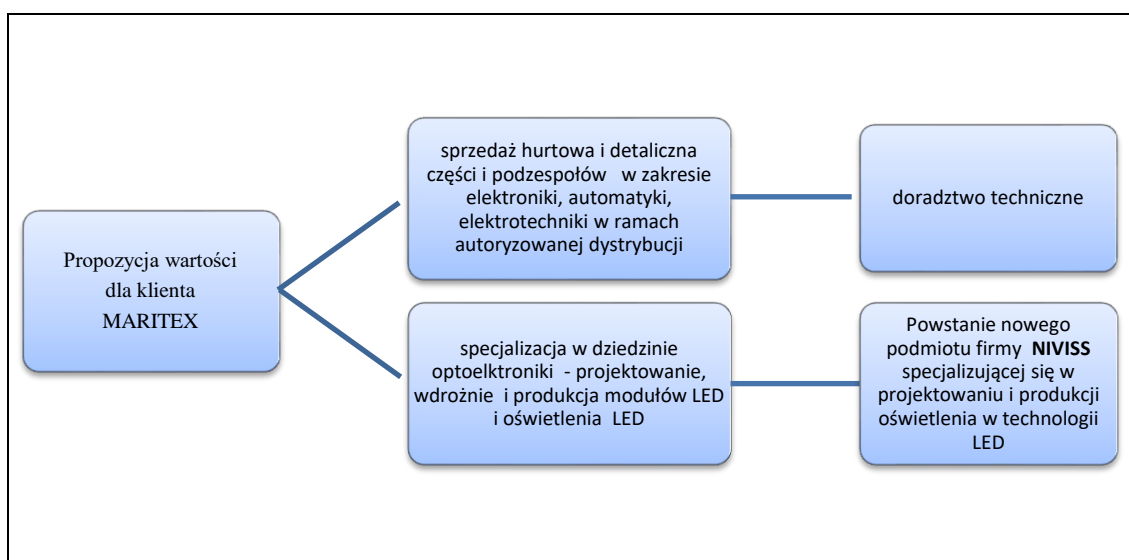 Propozycja wartości
dla klienta
MARITEX
sprzedaż hurtowa i detaliczna
części i podzespołów w zakresie
elektroniki, automatyki,
elektrotechniki w ramach
autoryzowanej dystrybucji
doradztwo techniczne
specjalizacja w dziedzinie
optoelktroniki - projektowanie,
wdrożnie i produkcja modułów LED
i oświetlenia LED
Powstanie nowego
podmiotu firmy NIVISS
specjalizującej się w
projektowaniu i produkcji
oświetlenia w technologii
LED